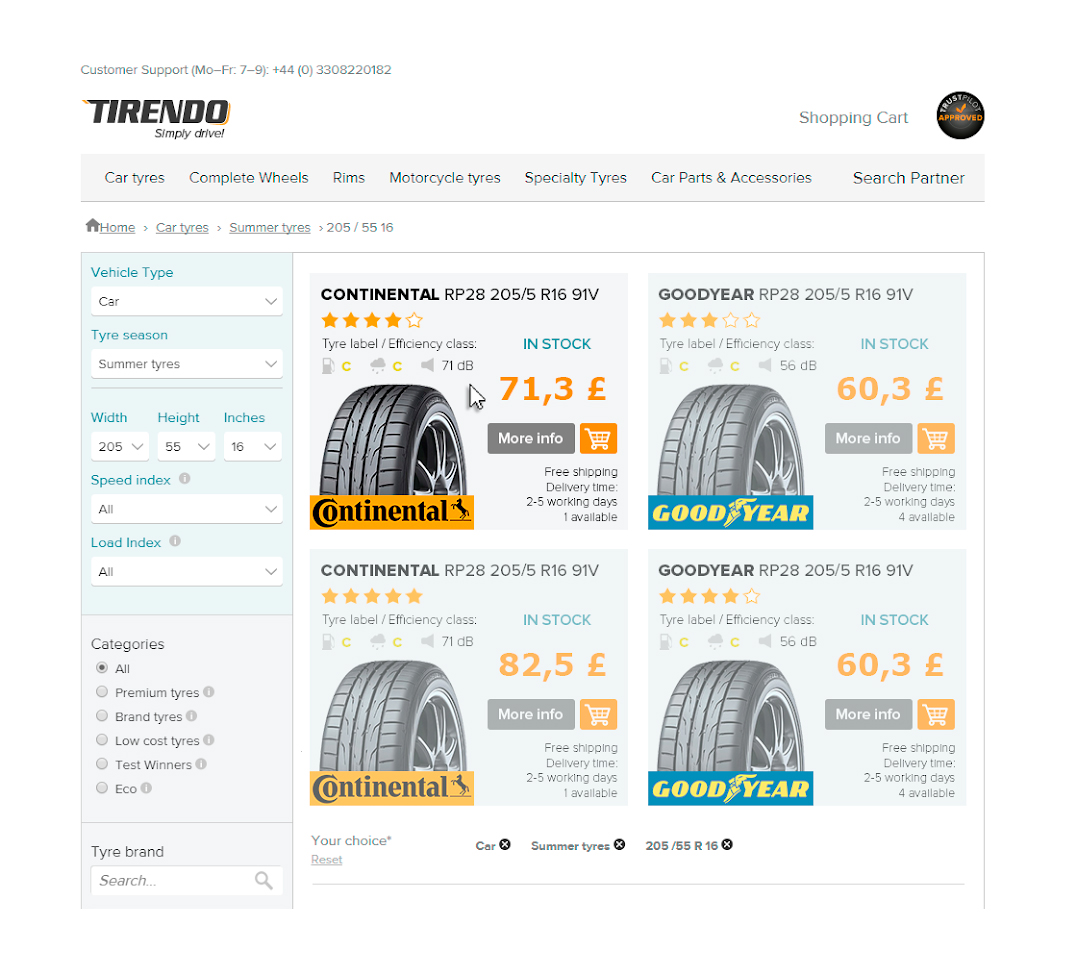 Customer Support (Mo–Fr: 7–9): +44 (0) 3308220182
TIRENDO
Simply drive!
Shopping Cart
TRUSTPILOT
APPROVED
Car tyres Complete Wheels Rims Motorcycle tyres Specialty Tyres Car Parts & Accessories Search Partner
Home › Car tyres › Summer tyres › 205 / 55 16
Vehicle Type
Car
Tyre season
Summer tyres
Width Height Inches
205 55 16
Speed index
All
Load Index
All
Categories
All
Premium tyres
Brand tyres
Low cost tyres
Test Winners
Eco
Tyre brand
Search...
CONTINENTAL RP28 205/5 R16 91V
Tyre label / Efficiency class:
IN STOCK
C C 71 dB
71,3 £
More info
Free shipping
Delivery time:
2-5 working days
1 available
Continental
GOODYEAR RP28 205/5 R16 91V
Tyre label / Efficiency class:
IN STOCK
C C 56 dB
60,3 £
More info
Free shipping
Delivery time:
2-5 working days
4 available
GOODYEAR
CONTINENTAL RP28 205/5 R16 91V
Tyre label / Efficiency class:
IN STOCK
C C 71 dB
82,5 £
More info
Free shipping
Delivery time:
2-5 working days
1 available
Continental
GOODYEAR RP28 205/5 R16 91V
Tyre label / Efficiency class:
IN STOCK
C C 56 dB
60,3 £
More info
Free shipping
Delivery time:
2-5 working days
4 available
GOODYEAR
Your choice* Car Summer tyres 205 /55 R 16
Reset